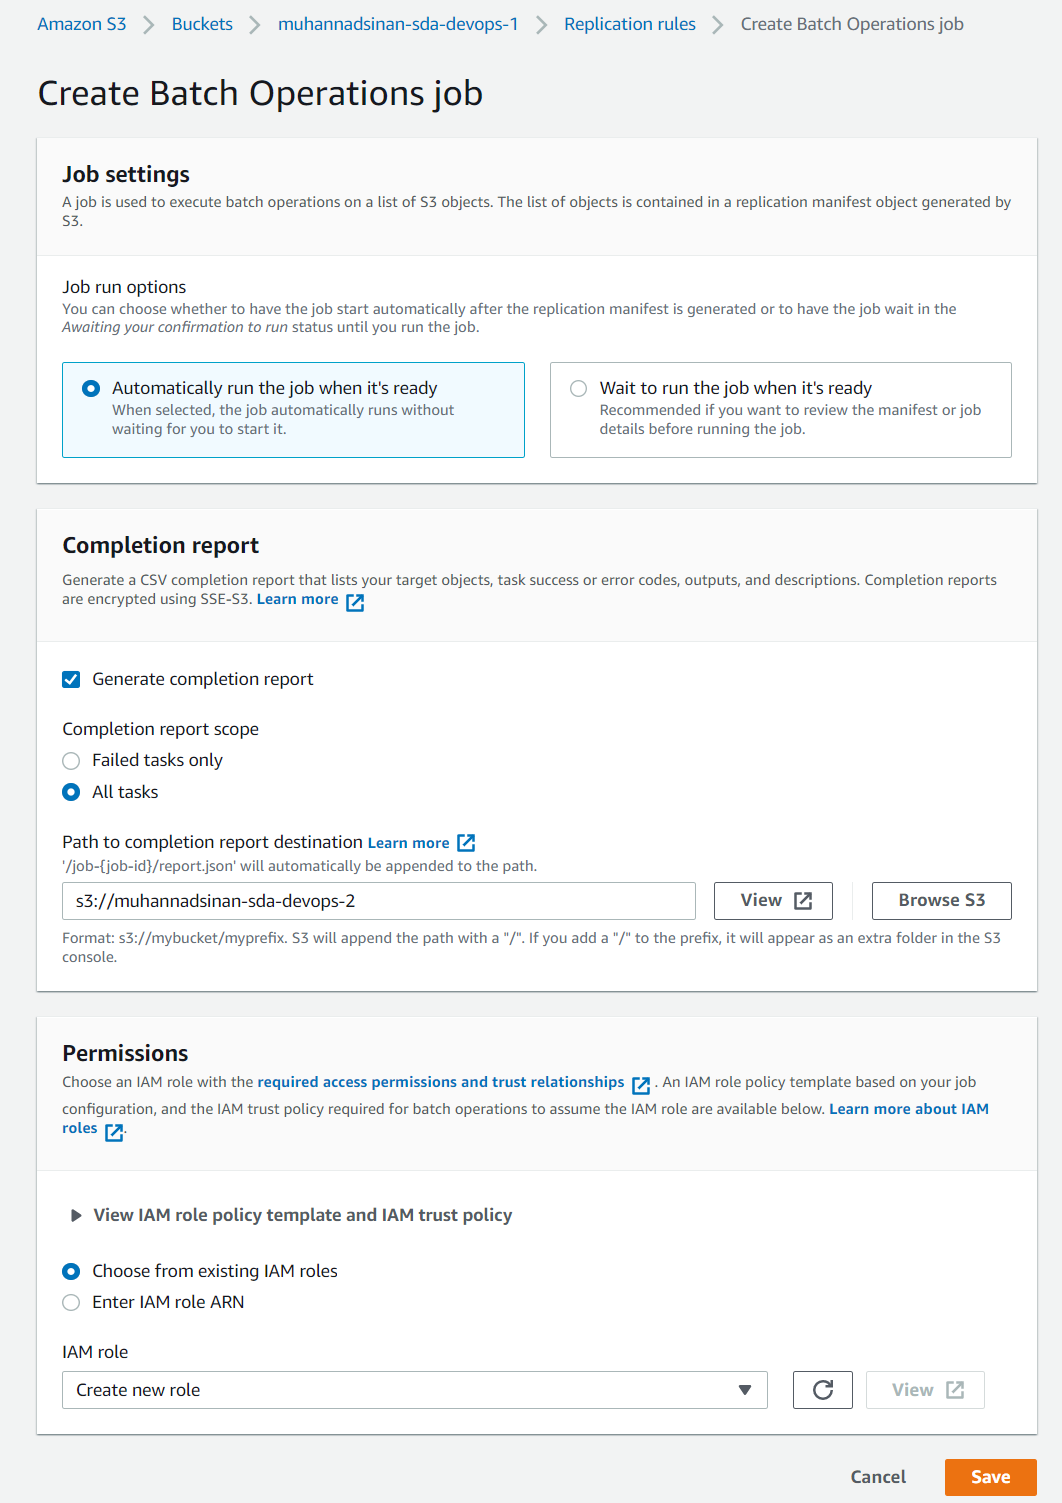 Amazon S3 > Buckets > muhannadsinan-sda-devops-1 > Replication rules > Create Batch Operations job
Create Batch Operations job
Job settings
A job is used to execute batch operations on a list of S3 objects. The list of objects is contained in a replication manifest object generated by
S3.
Job run options
You can choose whether to have the job start automatically after the replication manifest is generated or to have the job wait in the
Awaiting your confirmation to run status until you run the job.
Automatically run the job when it's ready
When selected, the job automatically runs without
waiting for you to start it.
Wait to run the job when it's ready
Recommended if you want to review the manifest or job
details before running the job.
Completion report
Generate a CSV completion report that lists your target objects, task success or error codes, outputs, and descriptions. Completion reports
are encrypted using SSE-S3. Learn more
Generate completion report
Completion report scope
Failed tasks only
All tasks
Path to completion report destination Learn more
'/job-{job-id}/report.json' will automatically be appended to the path.
s3://muhannadsinan-sda-devops-2 View Browse S3
Format: s3://mybucket/myprefix. S3 will append the path with a "/". If you add a "/" to the prefix, it will appear as an extra folder in the S3
console.
Permissions
Choose an IAM role with the required access permissions and trust relationships . An IAM role policy template based on your job
configuration, and the IAM trust policy required for batch operations to assume the IAM role are available below. Learn more about IAM
roles .
View IAM role policy template and IAM trust policy
Choose from existing IAM roles
Enter IAM role ARN
IAM role
Create new role View
Cancel Save